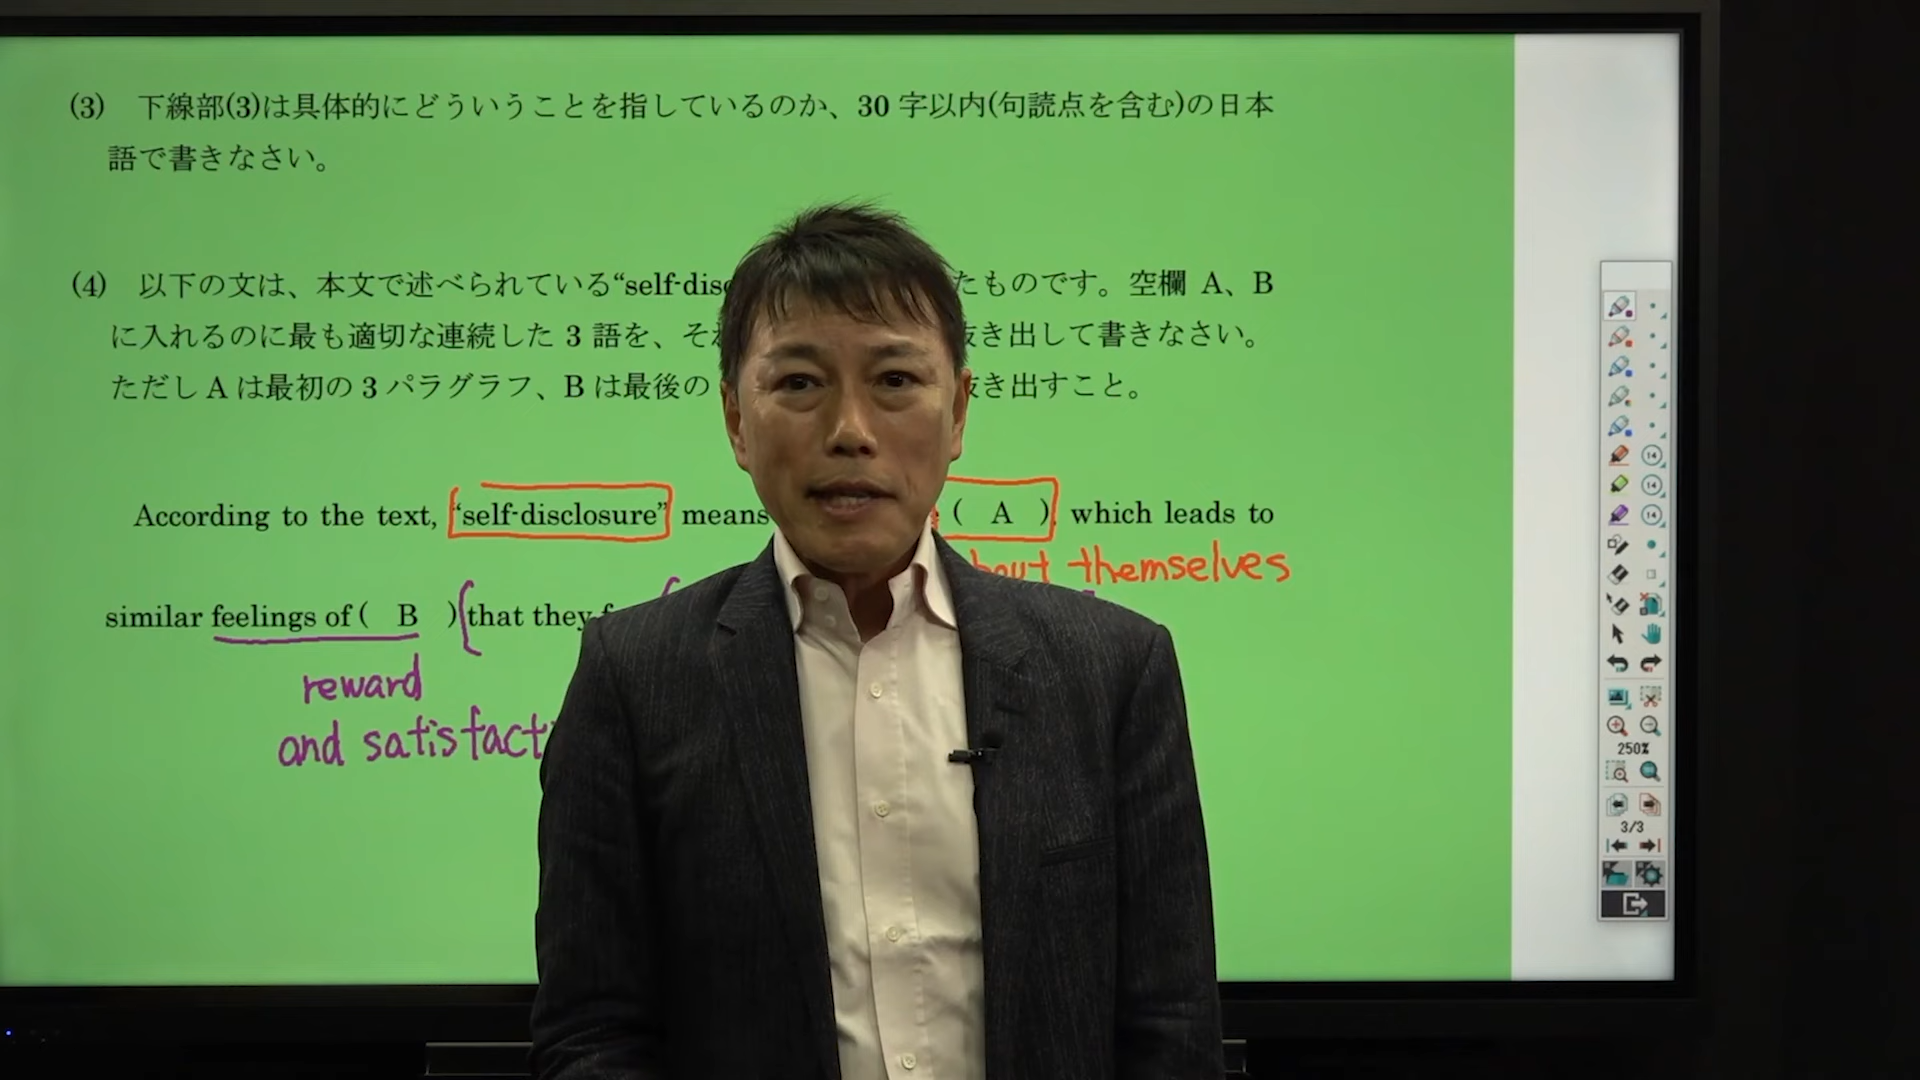 (3) 下線部(3)は具体的にどういうことを指しているのか、30 字以内(句読点を含む)の日本
語で書きなさい。
(4) 以下の文は、本文で述べられている“self-disc たものです。空欄 A、B
に入れるのに最も適切な連続した 3 語を、それ 抜き出して書きなさい。
ただし A は最初の 3 パラグラフ、B は最後の 抜き出すこと。
According to the text, “self-disclosure” means ( A ), which leads to
about themselves
similar feelings of ( B ) that they
reward
and satisfacti
14
14
14
250%
3/3